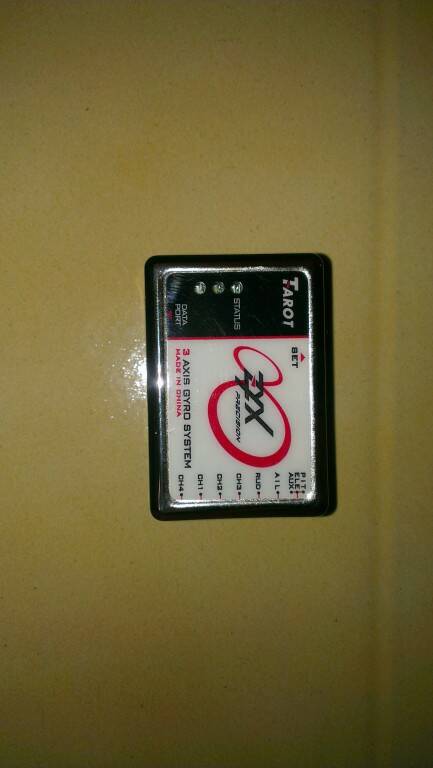 TAROT
STATUS
DATA
PORT
SET
ZYX
PRECISION
3 AXIS GYRO SYSTEM
MADE IN CHINA
PIT
ELE
AUX
AIL
RUD
CH3
CH2
CH1
CH4